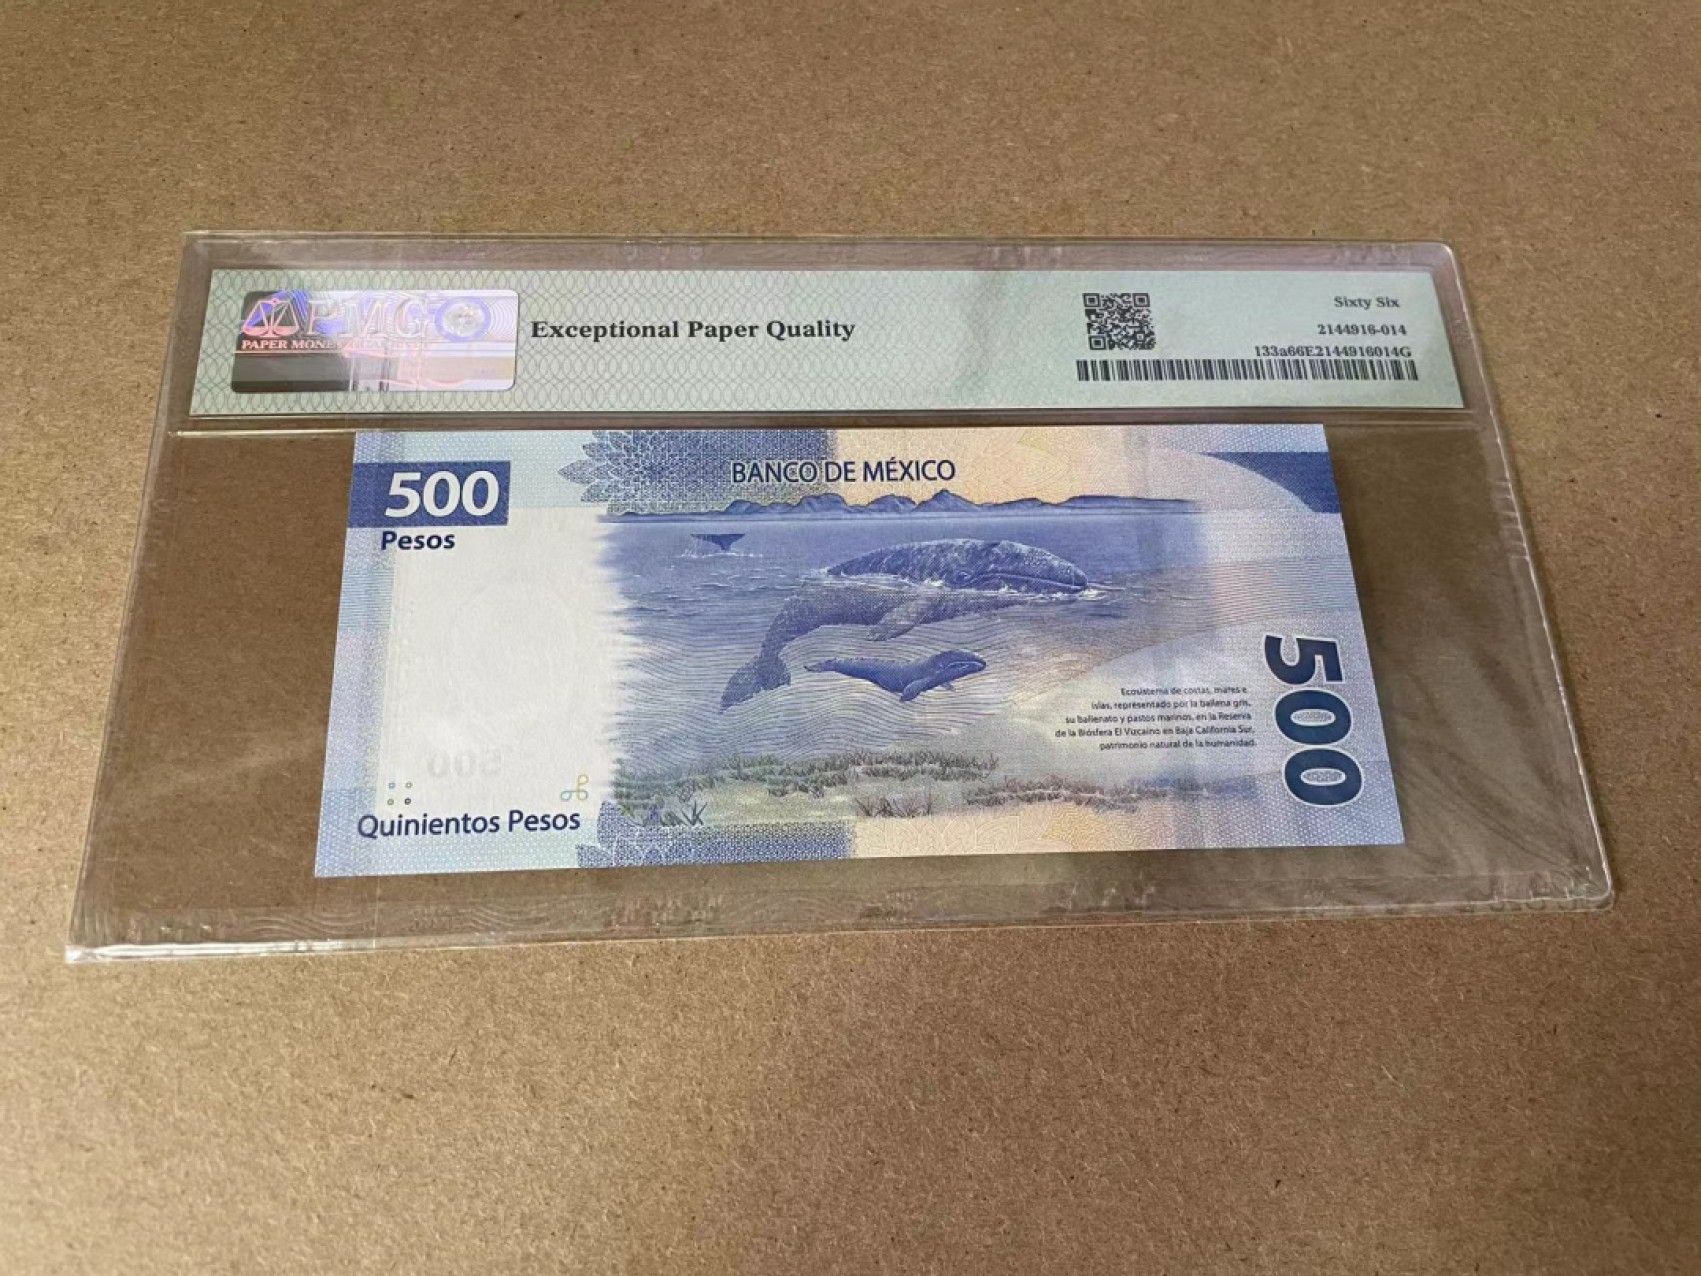 PMG
PAPER MONEY
Exceptional Paper Quality
Sixty Six
2144916-014
133a66E2144916014G
500
Pesos
BANCO DE MÉXICO
500
Ecosistema de costas, mares e
islas, representado por la ballena gris,
su ballenato y pastos marinos, en la Reserva
de la Biósfera El Vizcaíno en Baja California Sur,
patrimonio natural de la humanidad.
Quinientos Pesos